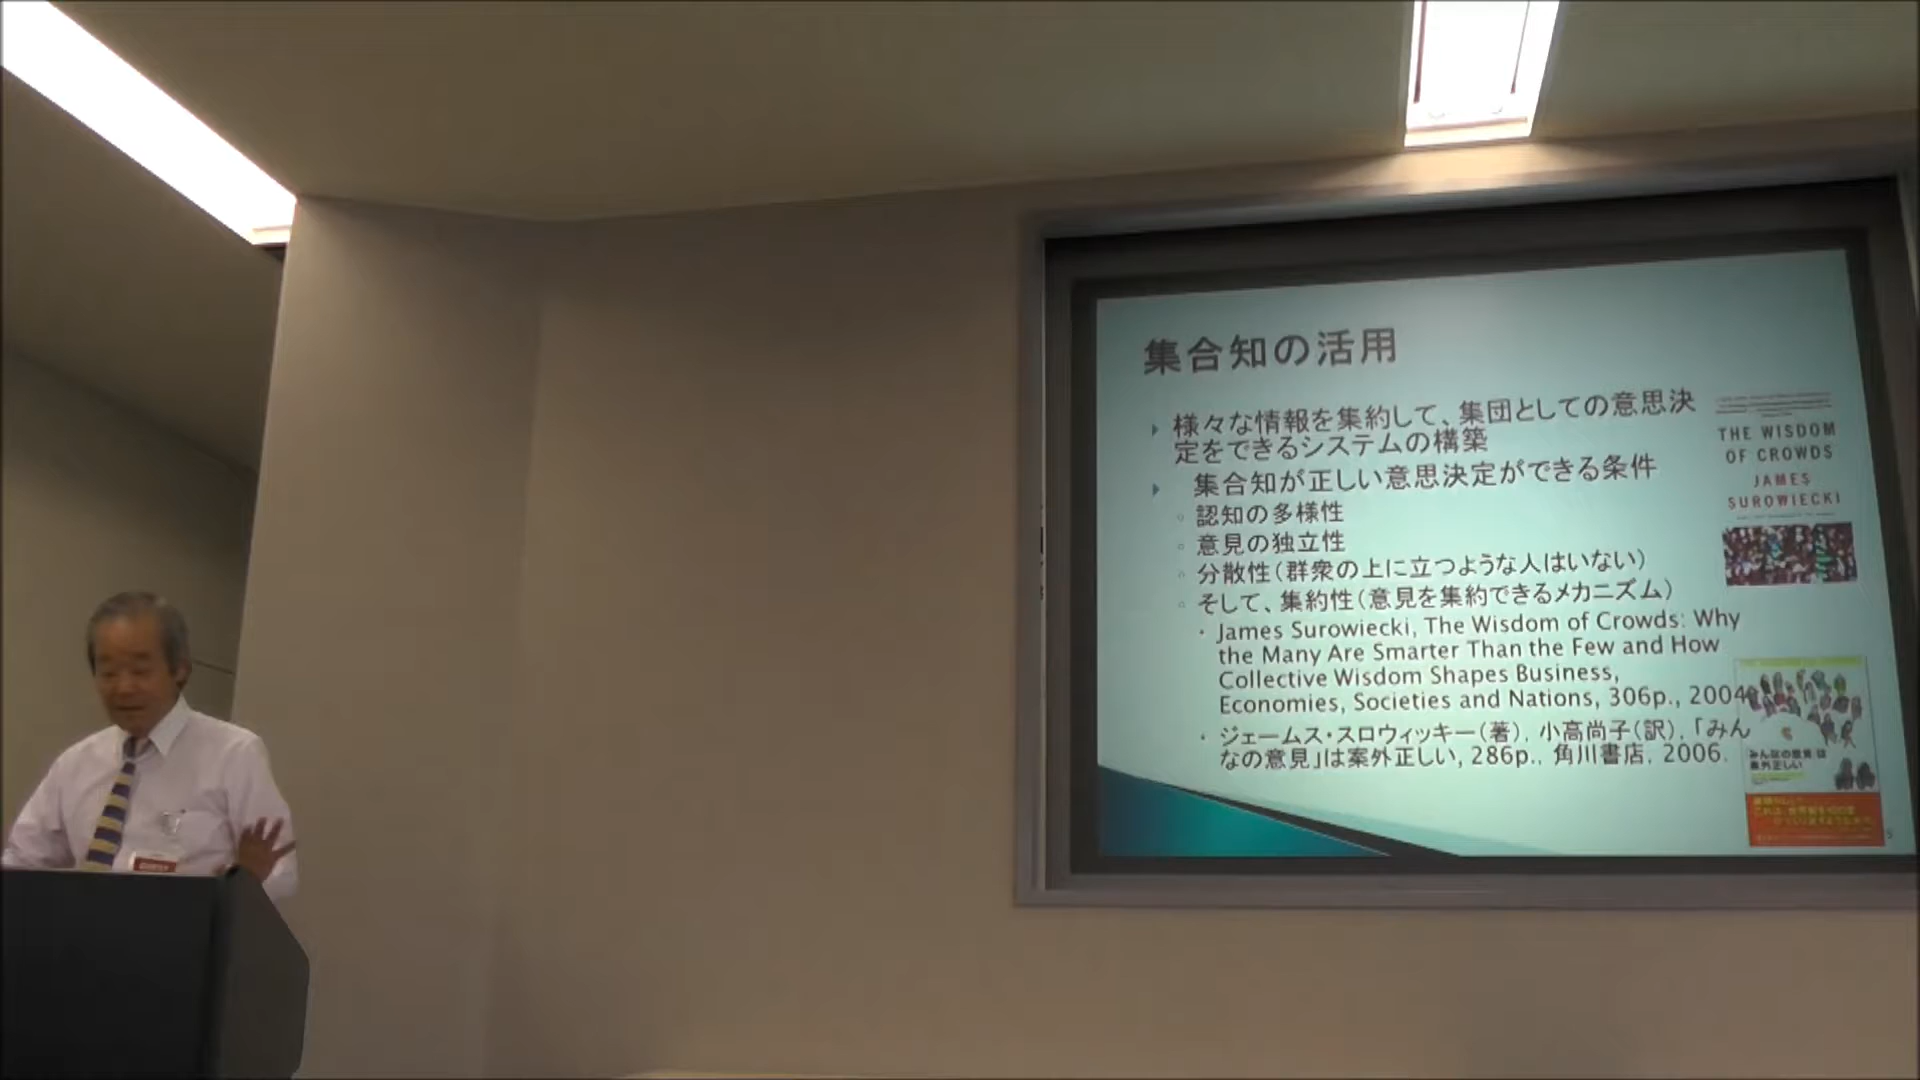 集合知の活用
様々な情報を集約して、集団としての意思決
定をできるシステムの構築
集合知が正しい意思決定ができる条件
認知の多様性
意見の独立性
分散性(群衆の上に立つような人はいない)
そして、集約性(意見を集約できるメカニズム)
James Surowiecki, The Wisdom of Crowds: Why
the Many Are Smarter Than the Few and How
Collective Wisdom Shapes Business,
Economies, Societies and Nations, 306p., 2004
ジェームス・スロウィッキー(著), 小高尚子(訳), 「みん
なの意見」は案外正しい, 286p., 角川書店, 2006.
THE WISDOM
OF CROWDS
JAMES
SUROWIECKI
みんなの意見は
案外正しい
5